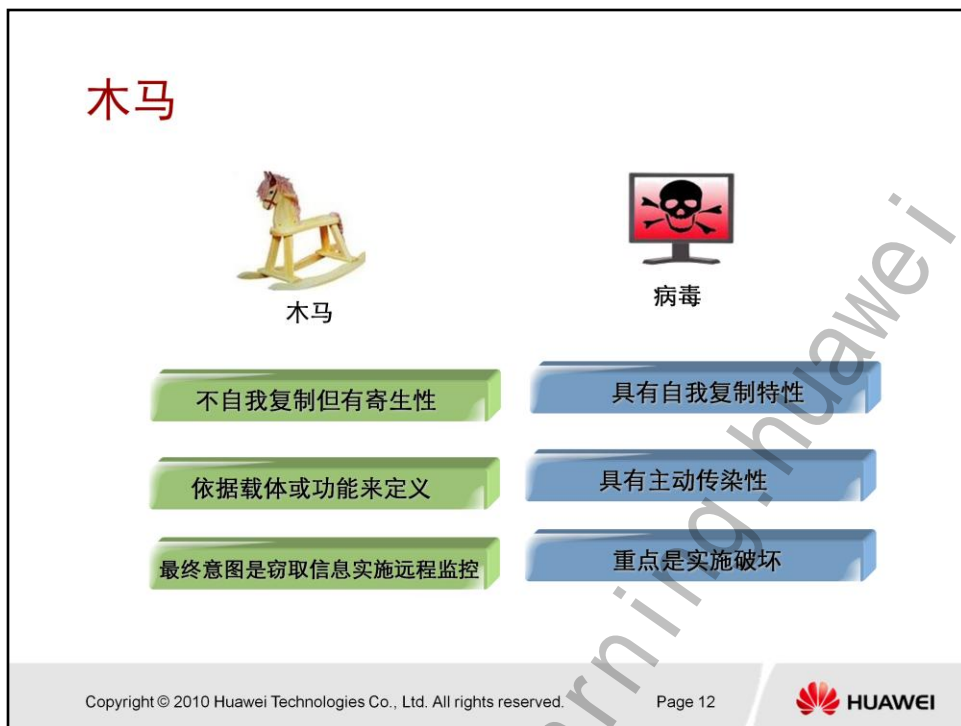 木马
木马
病毒
不自我复制但有寄生性
具有自我复制特性
依据载体或功能来定义
具有主动传染性
最终意图是窃取信息实施远程监控
重点是实施破坏
Copyright © 2010 Huawei Technologies Co., Ltd. All rights reserved.
Page 12
HUAWEI
rning.huawei